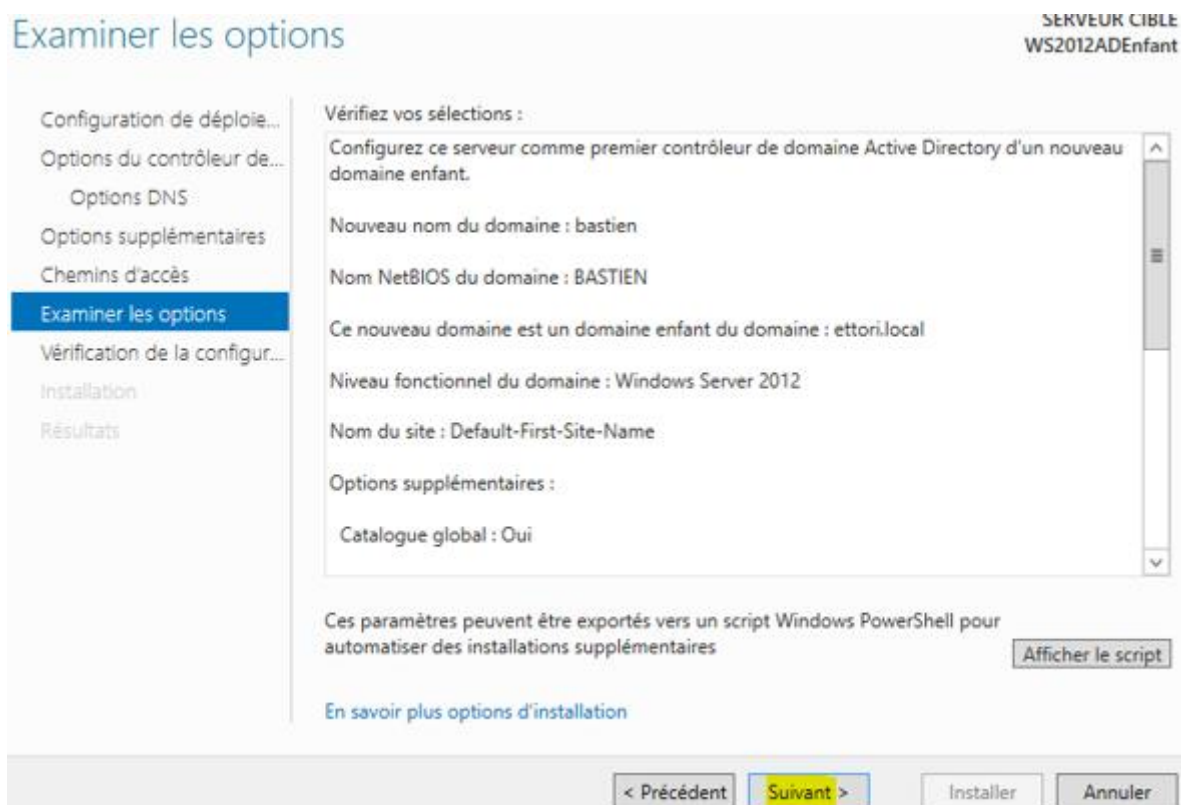 Examiner les options
SERVEUR CIBLE
WS2012ADEnfant
Configuration de déploie...
Options du contrôleur de...
Options DNS
Options supplémentaires
Chemins d'accès
Examiner les options
Vérification de la configur...
Installation
Résultats
Vérifiez vos sélections :
Configurez ce serveur comme premier contrôleur de domaine Active Directory d'un nouveau
domaine enfant.
Nouveau nom du domaine : bastien
Nom NetBIOS du domaine : BASTIEN
Ce nouveau domaine est un domaine enfant du domaine : ettori.local
Niveau fonctionnel du domaine : Windows Server 2012
Nom du site : Default-First-Site-Name
Options supplémentaires :
Catalogue global : Oui
Ces paramètres peuvent être exportés vers un script Windows PowerShell pour
automatiser des installations supplémentaires
Afficher le script
En savoir plus options d'installation
< Précédent
Suivant >
Installer
Annuler